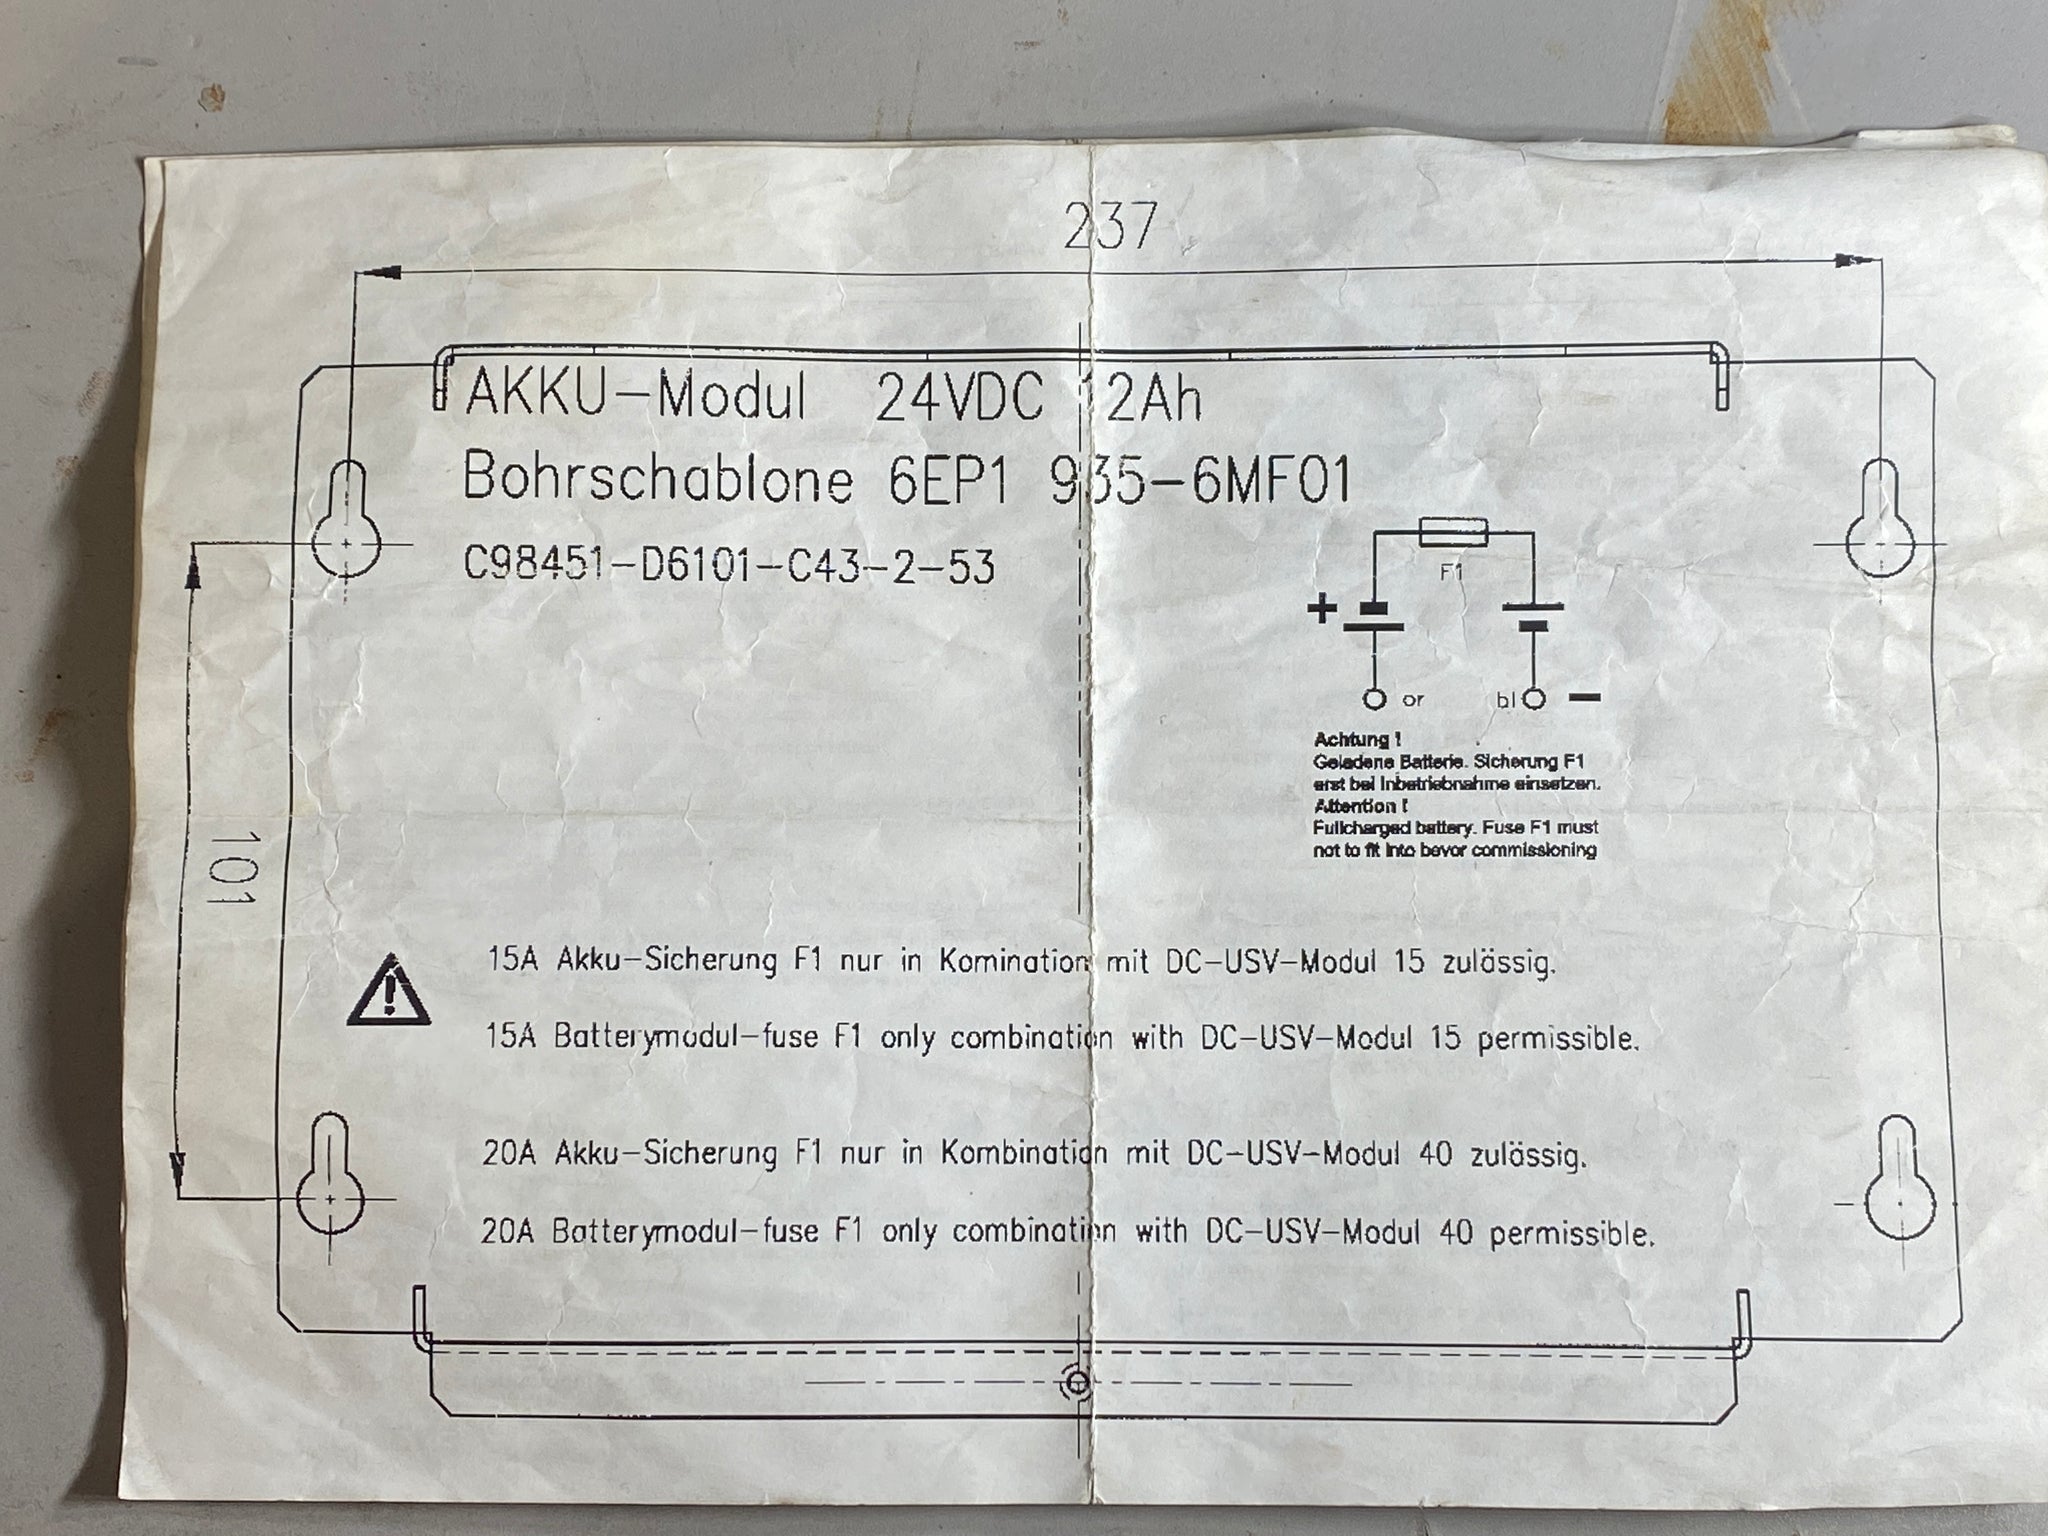 237
AKKU-Modul 24VDC 12Ah
Bohrschablone 6EP1 935-6MF01
C98451-D6101-C43-2-53
F1
+
or bl -
Achtung !
Geladene Batterie. Sicherung F1
erst bei Inbetriebnahme einsetzen.
Attention !
Fullcharged battery. Fuse F1 must
not to fit into bevor commissioning
101
15A Akku-Sicherung F1 nur in Komination mit DC-USV-Modul 15 zulässig.
15A Batterymodul-fuse F1 only combination with DC-USV-Modul 15 permissible.
20A Akku-Sicherung F1 nur in Kombination mit DC-USV-Modul 40 zulässig.
20A Batterymodul-fuse F1 only combination with DC-USV-Modul 40 permissible.